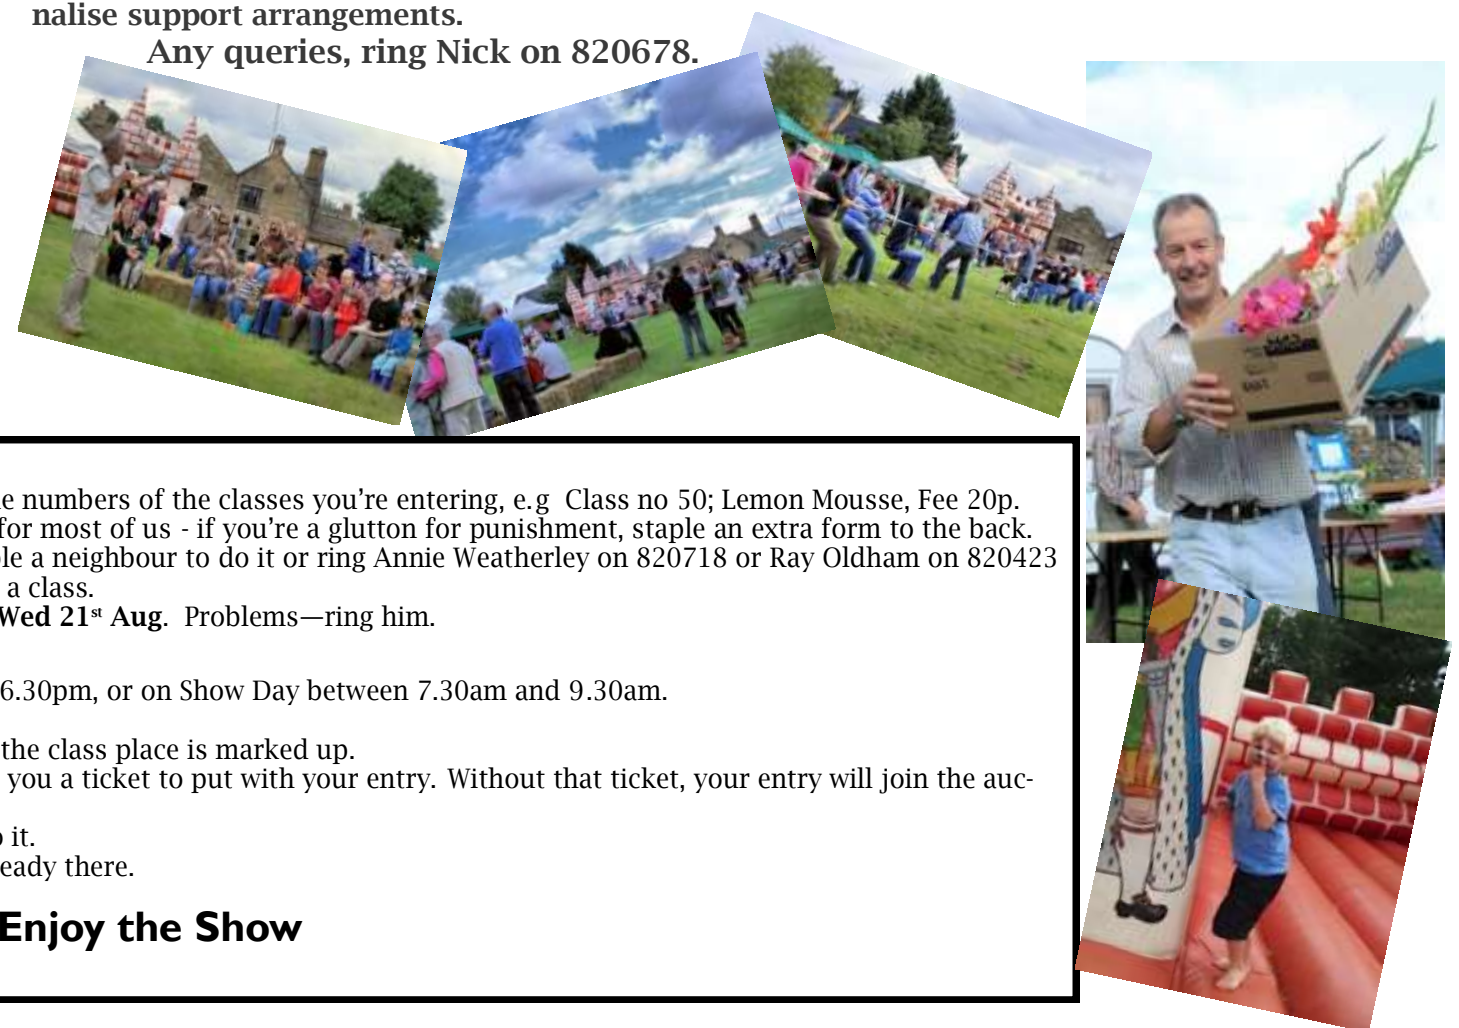 nalise support arrangements.
Any queries, ring Nick on 820678.
e numbers of the classes you’re entering, e.g Class no 50; Lemon Mousse, Fee 20p.
for most of us - if you’re a glutton for punishment, staple an extra form to the back.
le a neighbour to do it or ring Annie Weatherley on 820718 or Ray Oldham on 820423
a class.
Wed 21st Aug. Problems—ring him.
6.30pm, or on Show Day between 7.30am and 9.30am.
the class place is marked up.
you a ticket to put with your entry. Without that ticket, your entry will join the auc-
o it.
eady there.
Enjoy the Show